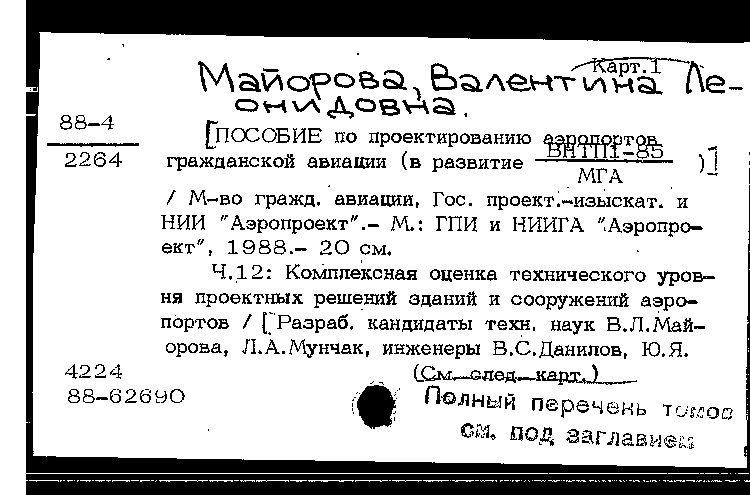 Карт.1
Майорова, Валентина Ле-
онидовна.
88-4
2264
[ПОСОБИЕ по проектированию аэропортов
гражданской авиации (в развитие ВНТП1-85
МГА )]
/ М-во гражд. авиации, Гос. проект.-изыскат. и
НИИ "Аэропроект".- М.: ГПИ и НИИГА "Аэропро-
ект", 1988.- 20 см.
Ч.12: Комплексная оценка технического уров-
ня проектных решений зданий и сооружений аэро-
портов / [Разраб. кандидаты техн. наук В.Л.Май-
орова, Л.А.Мунчак, инженеры В.С.Данилов, Ю.Я.
(См. след. карт.)
4224
88-62690
Полный перечень томов
см. под заглавием